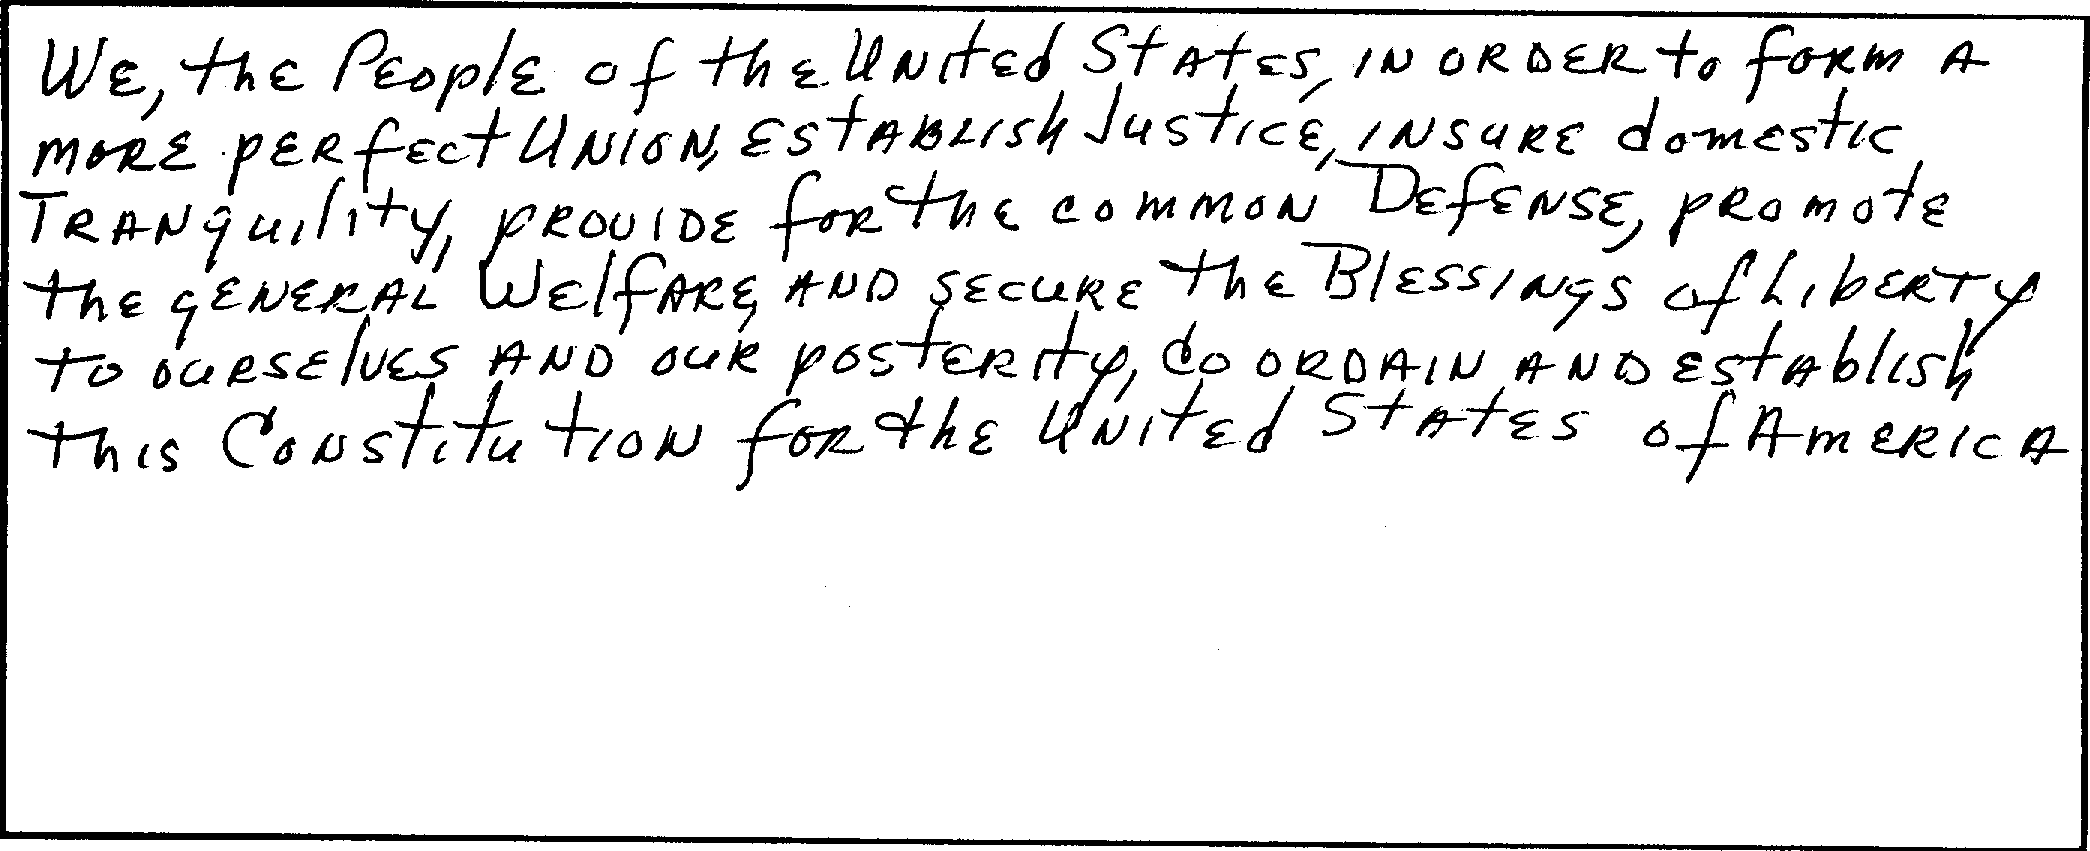 We, the People of the United States, in order to form a
more perfect Union, establish Justice, insure domestic
Tranquility, provide for the common Defense, promote
the general Welfare, and secure the Blessings of Liberty
to ourselves and our posterity, do ordain and establish
this Constitution for the United States of America